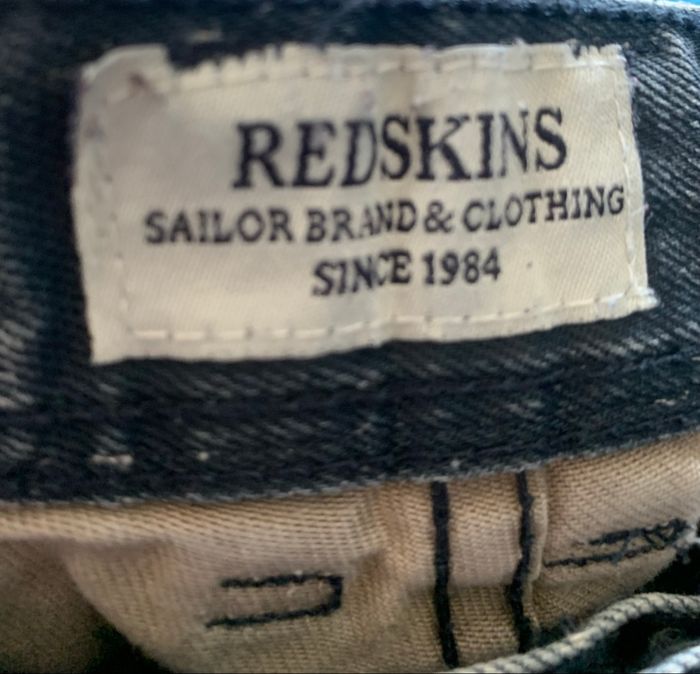 REDSKINS
SAILOR BRAND & CLOTHING
SINCE 1984